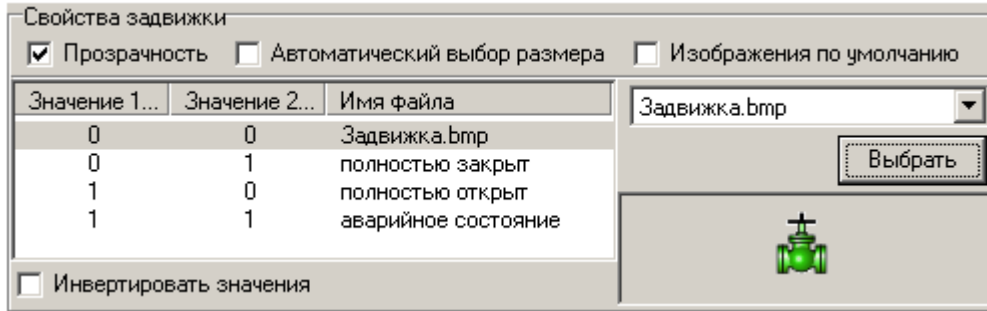 Свойства задвижки
Прозрачность Автоматический выбор размера Изображения по умолчанию
Значение 1... Значение 2... Имя файла
0 0 Задвижка.bmp
0 1 полностью закрыт
1 0 полностью открыт
1 1 аварийное состояние
Инвертировать значения
Задвижка.bmp
Выбрать